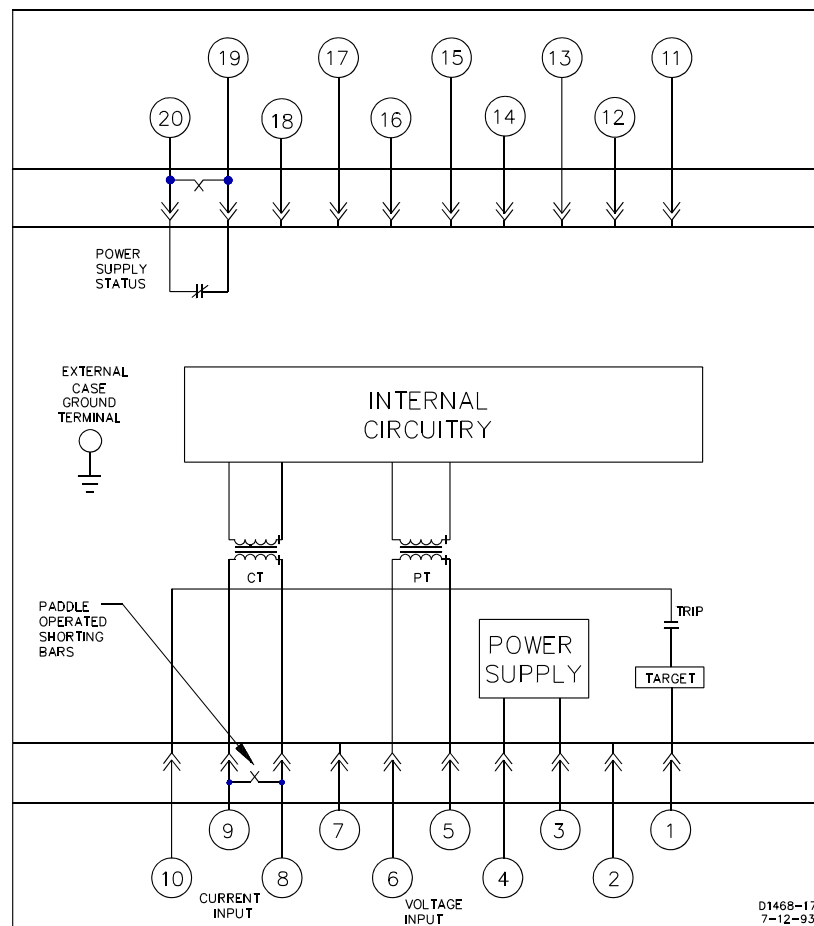 19
17
15
13
11
20
18
16
14
12
POWER
SUPPLY
STATUS
EXTERNAL
CASE
GROUND
TERMINAL
INTERNAL
CIRCUITRY
CT
PT
PADDLE
OPERATED
SHORTING
BARS
TRIP
POWER
SUPPLY
TARGET
9
7
5
3
1
10
8
6
4
2
CURRENT
INPUT
VOLTAGE
INPUT
D1468-17
7-12-93